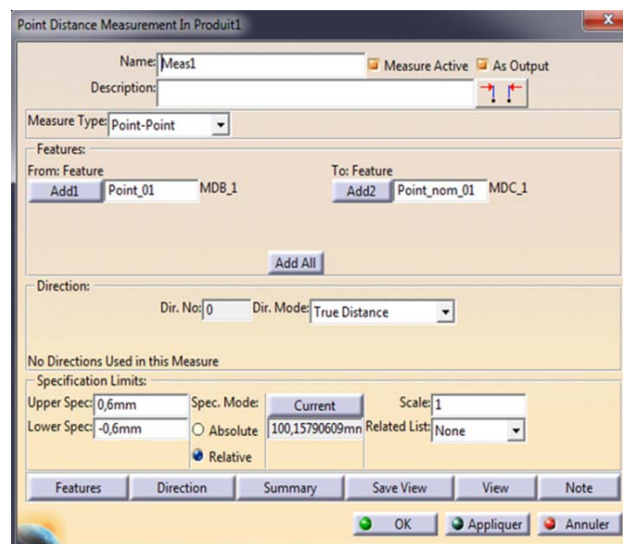 Point Distance Measurement In Produit1
Name: Meas1 Measure Active As Output
Description:
Measure Type: Point-Point
Features:
From: Feature To: Feature
Add1 Point_01 MDB_1 Add2 Point_nom_01 MDC_1
Add All
Direction:
Dir. No: 0 Dir. Mode: True Distance
No Directions Used in this Measure
Specification Limits:
Upper Spec: 0,6mm Spec. Mode: Current Scale: 1
Lower Spec: -0,6mm Absolute 100,15790609mn Related List: None
Relative
Features Direction Summary Save View View Note
OK Appliquer Annuler